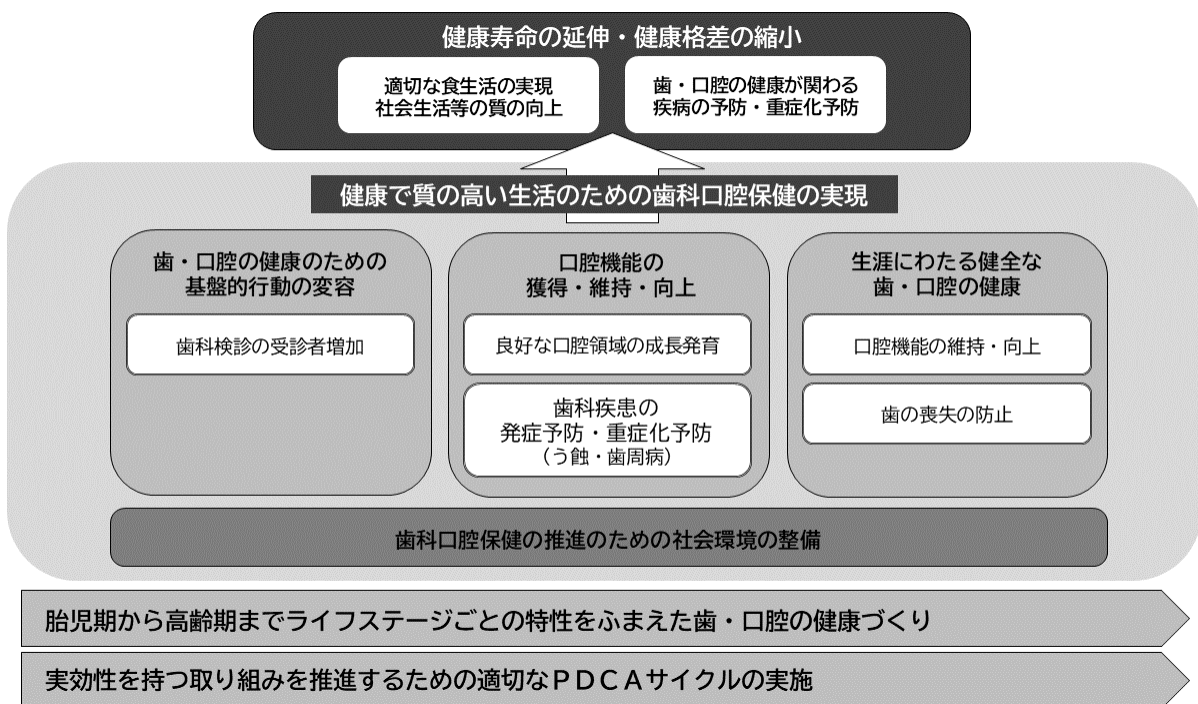 健康寿命の延伸・健康格差の縮小
適切な食生活の実現
社会生活等の質の向上
歯・口腔の健康が関わる
疾病の予防・重症化予防
健康で質の高い生活のための歯科口腔保健の実現
歯・口腔の健康のための
基盤的行動の変容
歯科検診の受診者増加
口腔機能の
獲得・維持・向上
良好な口腔領域の成長発育
歯科疾患の
発症予防・重症化予防
（う蝕・歯周病）
生涯にわたる健全な
歯・口腔の健康
口腔機能の維持・向上
歯の喪失の防止
歯科口腔保健の推進のための社会環境の整備
胎児期から高齢期までライフステージごとの特性をふまえた歯・口腔の健康づくり
実効性を持つ取り組みを推進するための適切なＰＤＣＡサイクルの実施